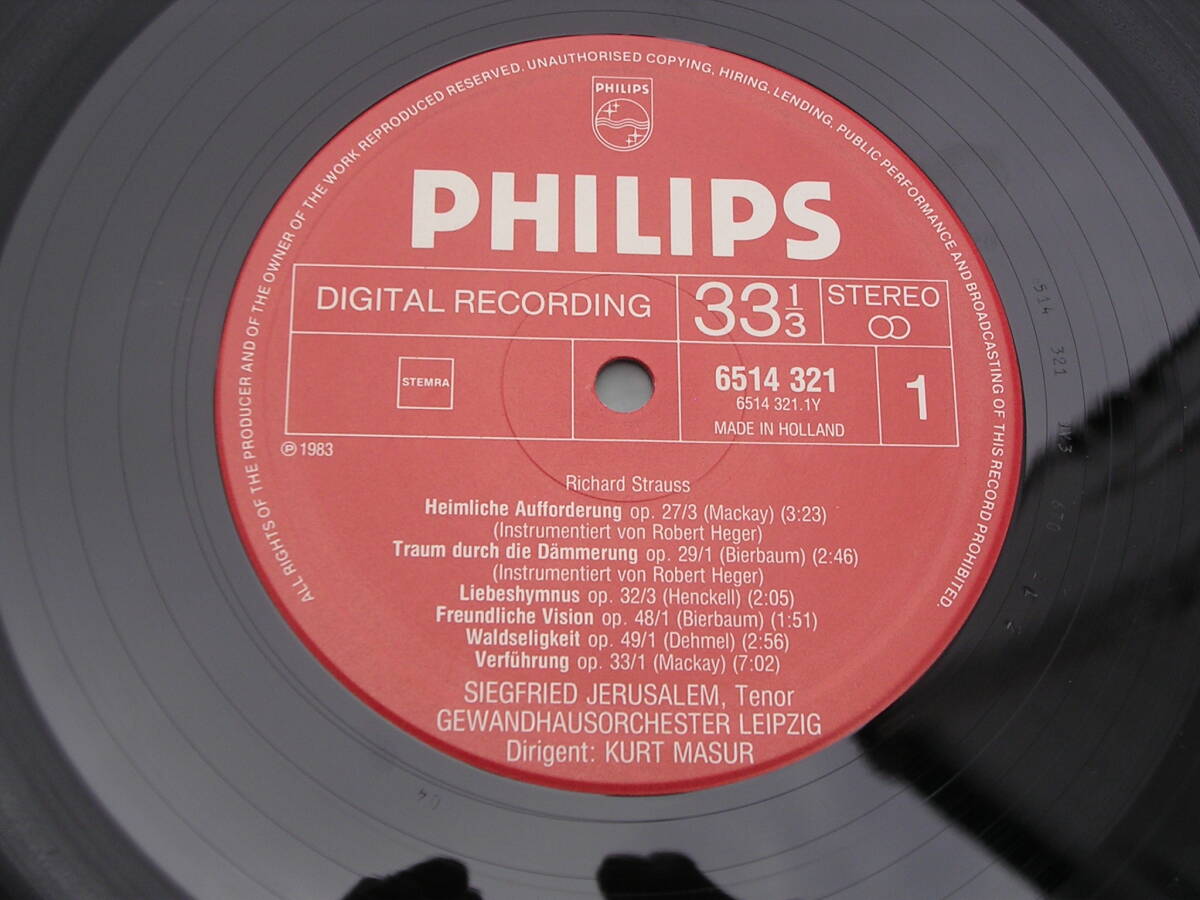 ALL RIGHTS OF THE PRODUCER AND OF THE OWNER OF THE WORK REPRODUCED RESERVED. UNAUTHORISED COPYING, HIRING, LENDING, PUBLIC PERFORMANCE AND BROADCASTING OF THIS RECORD PROHIBITED.
PHILIPS
PHILIPS
DIGITAL RECORDING
33 1/3
STEREO
STEMRA
6514 321
6514 321.1Y
MADE IN HOLLAND
1
℗ 1983
Richard Strauss
Heimliche Aufforderung op. 27/3 (Mackay) (3:23)
(Instrumentiert von Robert Heger)
Traum durch die Dämmerung op. 29/1 (Bierbaum) (2:46)
(Instrumentiert von Robert Heger)
Liebeshymnus op. 32/3 (Henckell) (2:05)
Freundliche Vision op. 48/1 (Bierbaum) (1:51)
Waldseligkeit op. 49/1 (Dehmel) (2:56)
Verführung op. 33/1 (Mackay) (7:02)
SIEGFRIED JERUSALEM, Tenor
GEWANDHAUSORCHESTER LEIPZIG
Dirigent: KURT MASUR